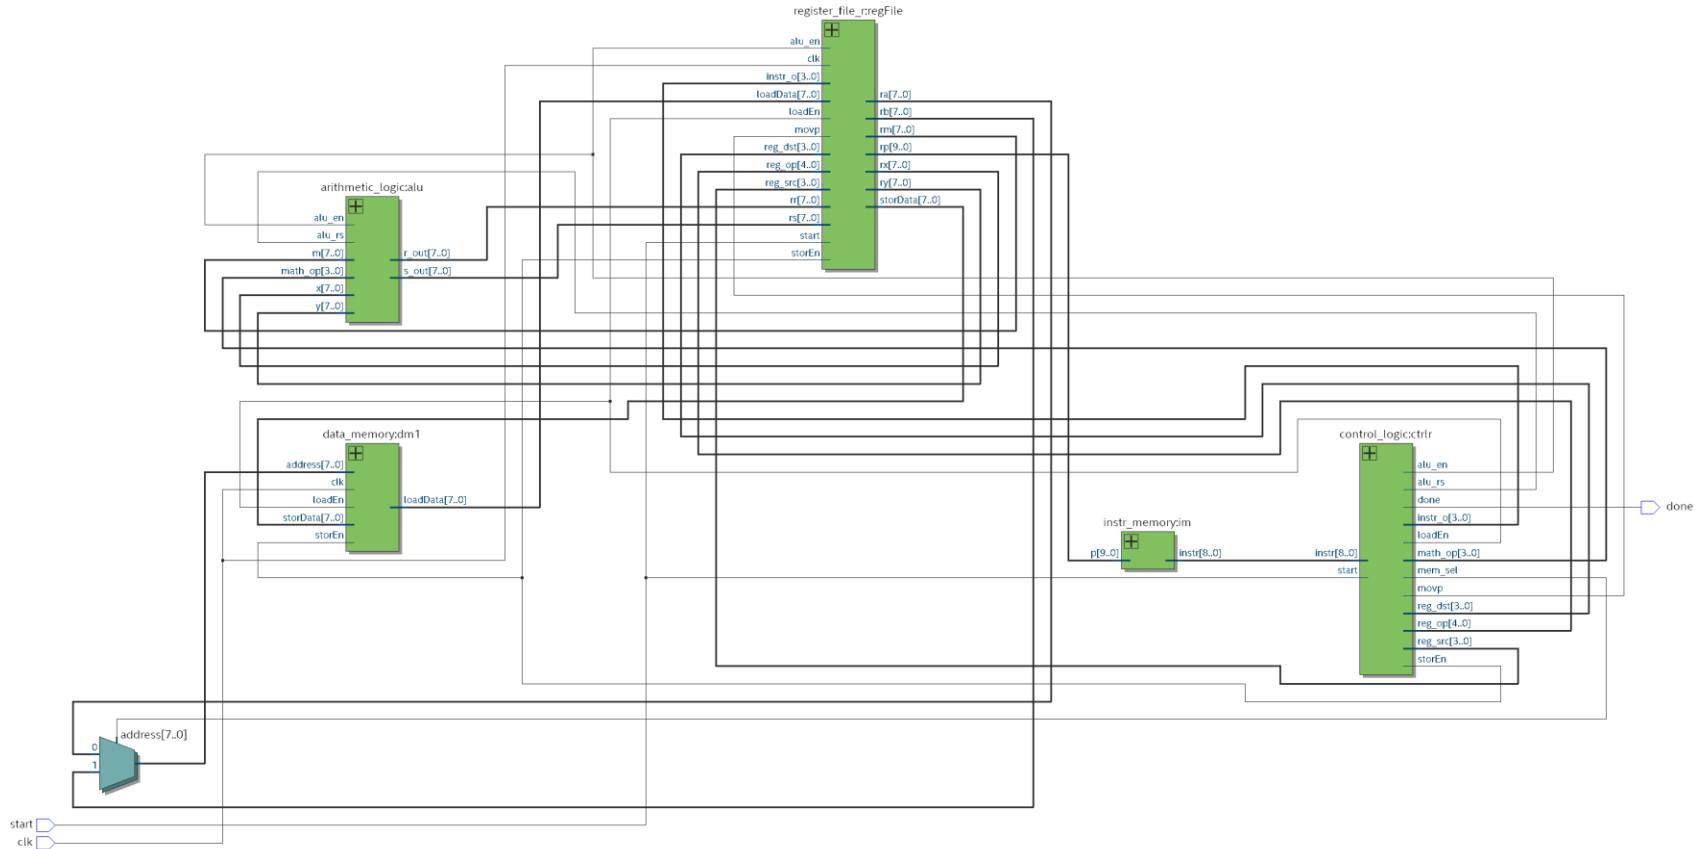 register_file_r:regFile
alu_en
clk
instr_o[3..0]
loadData[7..0]
loadEn
movp
reg_dst[3..0]
reg_op[4..0]
reg_src[3..0]
rr[7..0]
rs[7..0]
start
storEn
ra[7..0]
rb[7..0]
rm[7..0]
rp[9..0]
rx[7..0]
ry[7..0]
storData[7..0]
arithmetic_logic:alu
alu_en
alu_rs
m[7..0]
math_op[3..0]
x[7..0]
y[7..0]
r_out[7..0]
s_out[7..0]
data_memory:dm1
address[7..0]
clk
loadEn
storData[7..0]
storEn
loadData[7..0]
instr_memory:im
p[9..0]
instr[8..0]
control_logic:ctrlr
instr[8..0]
start
alu_en
alu_rs
done
instr_o[3..0]
loadEn
math_op[3..0]
mem_sel
movp
reg_dst[3..0]
reg_op[4..0]
reg_src[3..0]
storEn
done
address[7..0]
0
1
start
clk